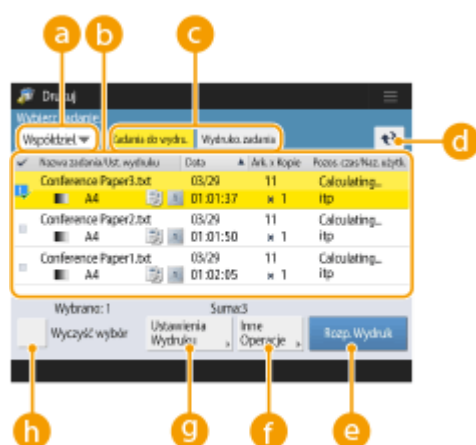 a b c
Drukuj
Wybierz zadanie
Współdziel. Zadania do wydru. Wydruko. zadania
d
Nazwa zadania/Ust. wydruku Data Ark. x Kopie Pozos. czas/Naz. użytk.
Conference Paper3.txt 03/29 11 Calculating...
A4 01:01:37 x 1 itp
Conference Paper2.txt 03/29 11 Calculating...
A4 01:01:50 x 1 itp
Conference Paper1.txt 03/29 11 Calculating...
A4 01:02:05 x 1 itp
Wybrano: 1 Suma:3
Wyczyść wybór Ustawienia Wydruku Inne Operacje Rozp. Wydruk
h g f e